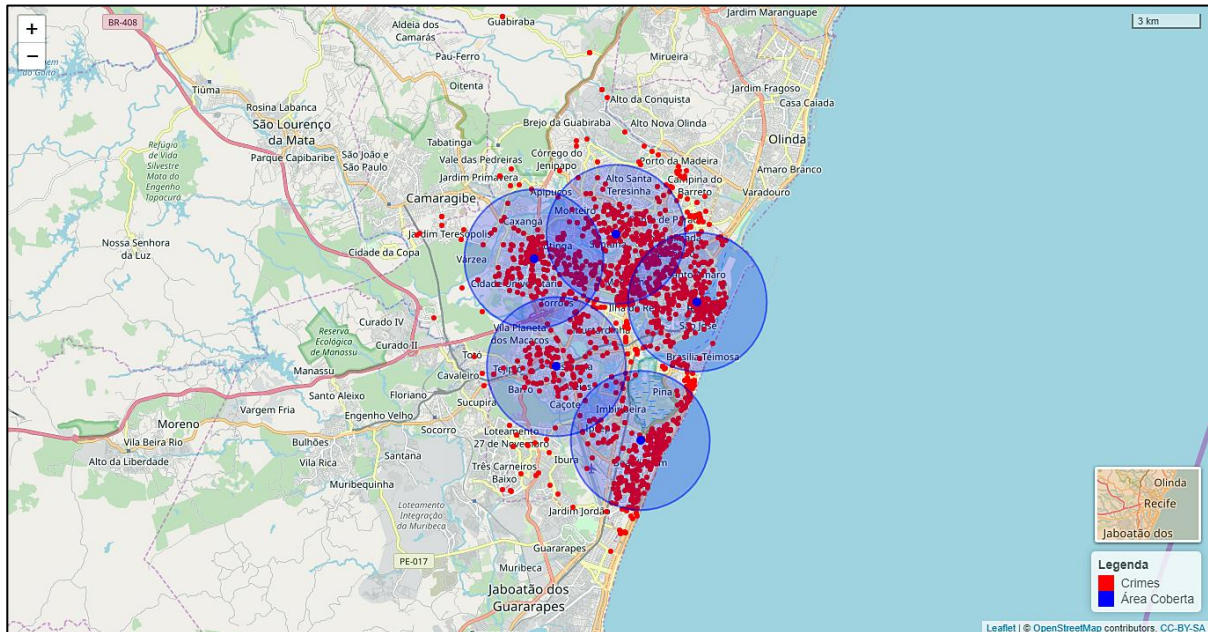 +
−
3 km
BR-408
Guabiraba
Jardim Maranguape
Aldeia dos
Camarás
Pau-Ferro
Mirueira
Tiúma
Oitenta
Jardim Fragoso
Rosina Labanca
Alto da Conquista
Casa Caiada
São Lourenço
da Mata
Brejo da Guabiraba
Alto Nova Olinda
Tabatinga
Olinda
Parque Capibaribe
São João e
São Paulo
Vale das Pedreiras
Córrego do
Jenipapo
Porto da Madeira
Refúgio
de Vida
Silvestre
Mata do
Engenho
Tapacurá
Jardim Primavera
Alto Santa
Teresinha
Campina do
Barreto
Amaro Branco
Camaragibe
Apipucos
Varadouro
Monteiro
Caxangá
Jardim Teresópolis
Nossa Senhora
da Luz
Cidade da Copa
Varzea
Cidade Universitária
São José
Curado IV
Vila Planeta
dos Macacos
Reserva
Ecológica
de Manassu
Curado II
Brasília Teimosa
Manassu
Totó
Cavaleiro
Barro
Santo Aleixo
Floriano
Sucupira
Caçote
Pina
Imbiribeira
Vargem Fria
Engenho Velho
Moreno
Socorro
Loteamento
27 de Novembro
Vila Beira Rio
Bulhões
Alto da Liberdade
Vila Rica
Santana
Três Carneiros
Baixo
Ibura
Muribequinha
Loteamento
Integração
da Muribeca
Jardim Jordão
PE-017
Guararapes
Muribeca
Jaboatão dos
Guararapes
Olinda
Recife
Jaboatão dos
Legenda
Crimes
Área Coberta
Leaflet | © OpenStreetMap contributors, CC-BY-SA